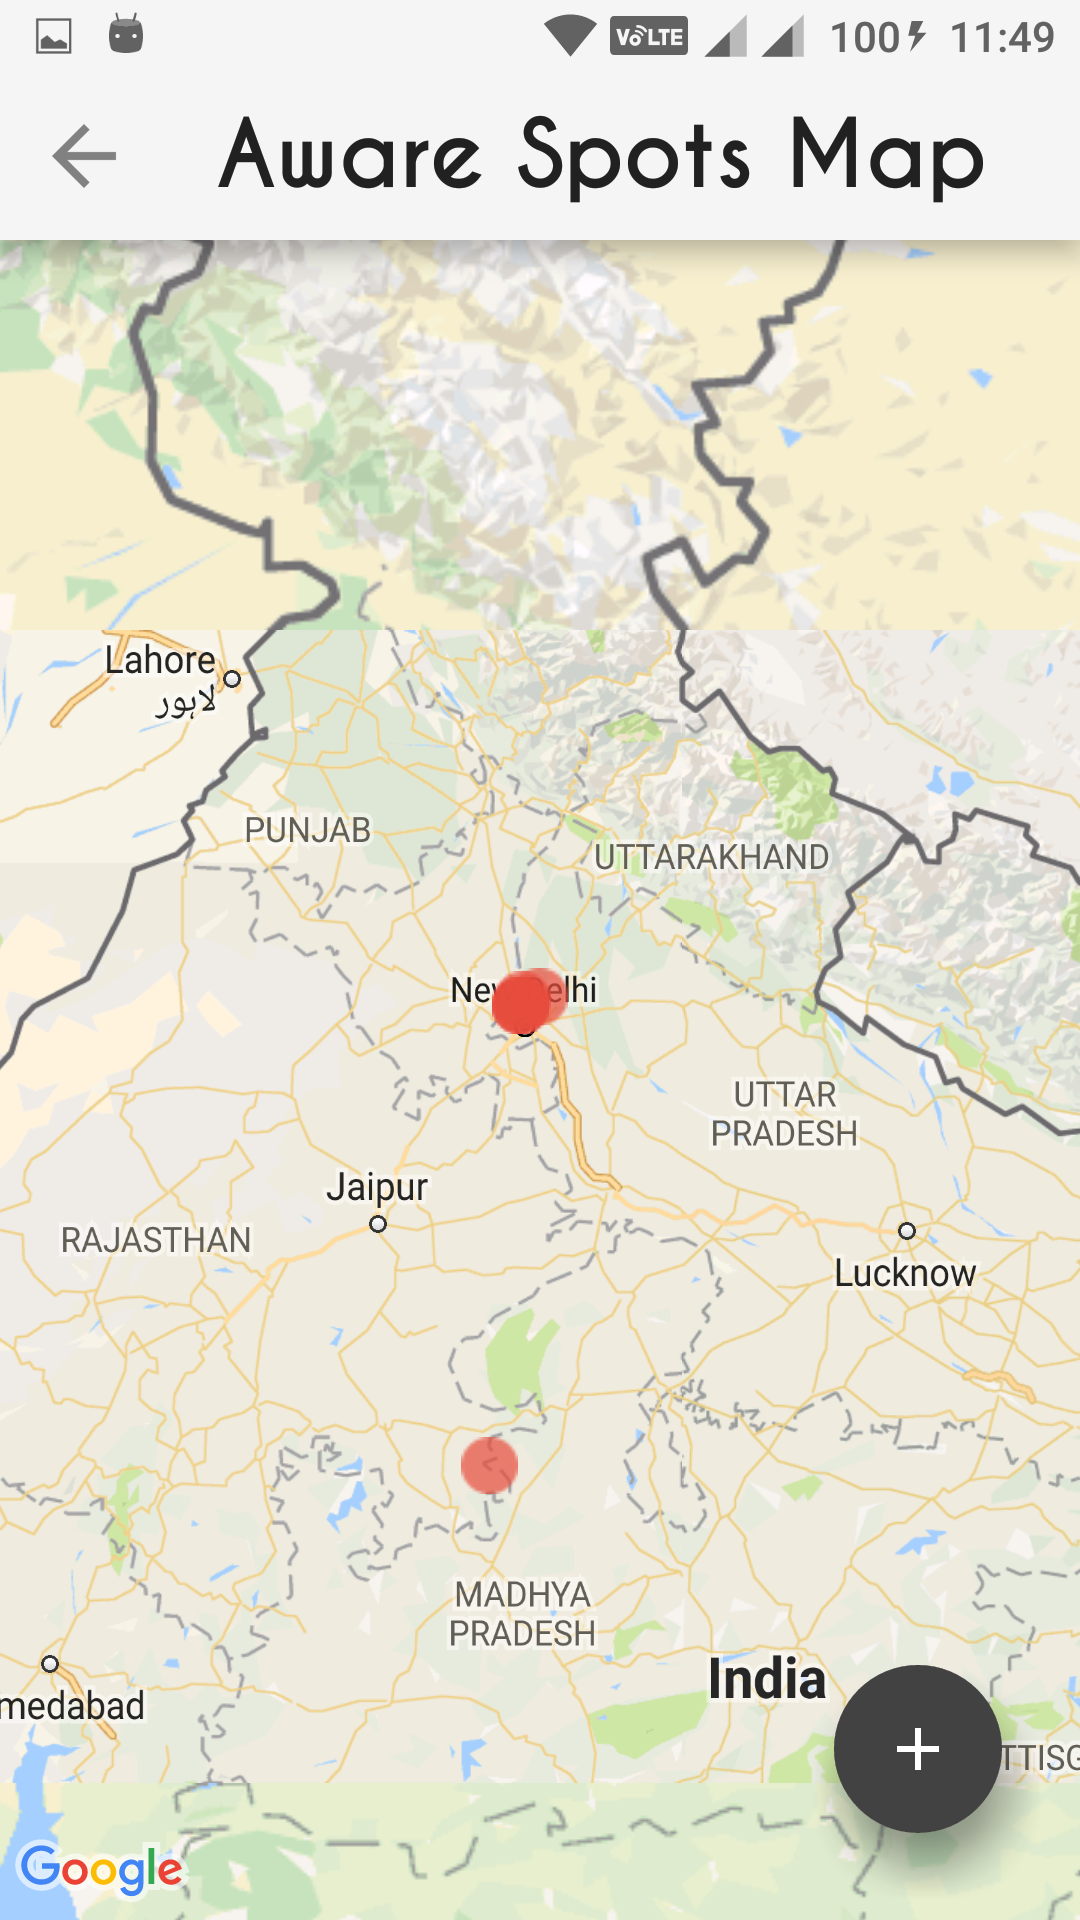 VoLTE 100 11:49
Aware Spots Map
Lahore
لاہور
PUNJAB
UTTARAKHAND
New Delhi
UTTAR
PRADESH
Jaipur
RAJASTHAN
Lucknow
MADHYA
PRADESH
India
medabad
TTISG
Google